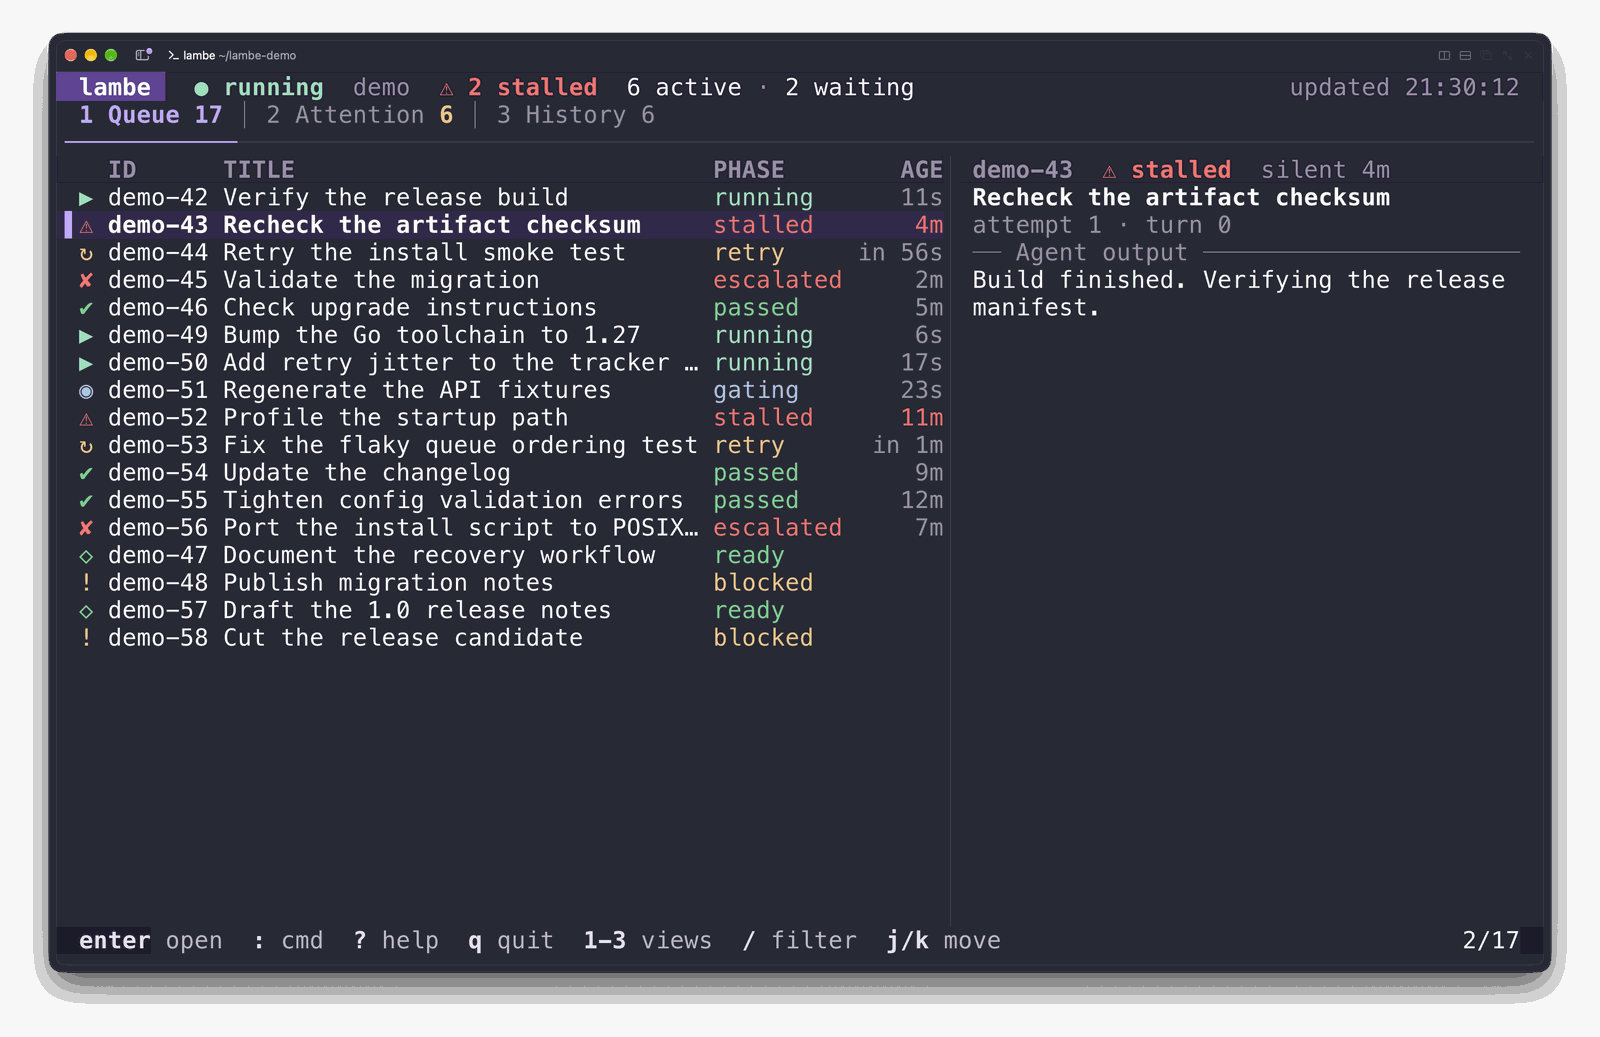 lambe ~/lambe-demo
lambe ● running demo ⚠ 2 stalled 6 active · 2 waiting updated 21:30:12
1 Queue 17 │ 2 Attention 6 │ 3 History 6
ID TITLE PHASE AGE
▶ demo-42 Verify the release build running 11s
⚠ demo-43 Recheck the artifact checksum stalled 4m
↻ demo-44 Retry the install smoke test retry in 56s
✘ demo-45 Validate the migration escalated 2m
✔ demo-46 Check upgrade instructions passed 5m
▶ demo-49 Bump the Go toolchain to 1.27 running 6s
▶ demo-50 Add retry jitter to the tracker … running 17s
◉ demo-51 Regenerate the API fixtures gating 23s
⚠ demo-52 Profile the startup path stalled 11m
↻ demo-53 Fix the flaky queue ordering test retry in 1m
✔ demo-54 Update the changelog passed 9m
✔ demo-55 Tighten config validation errors passed 12m
✘ demo-56 Port the install script to POSIX… escalated 7m
◇ demo-47 Document the recovery workflow ready
! demo-48 Publish migration notes blocked
◇ demo-57 Draft the 1.0 release notes ready
! demo-58 Cut the release candidate blocked
demo-43 ⚠ stalled silent 4m
Recheck the artifact checksum
attempt 1 · turn 0
Agent output
Build finished. Verifying the release
manifest.
enter open : cmd ? help q quit 1-3 views / filter j/k move 2/17